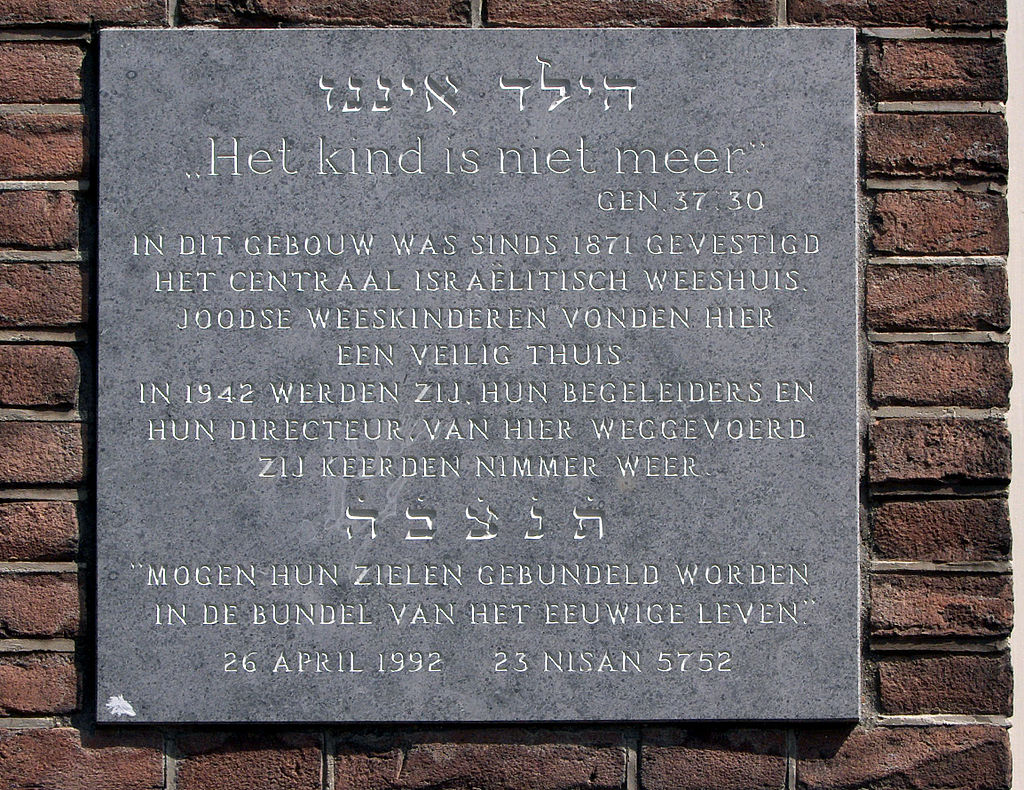 הילד איננו
„Het kind is niet meer.”
GEN. 37:30
IN DIT GEBOUW WAS SINDS 1871 GEVESTIGD
HET CENTRAAL ISRAËLITISCH WEESHUIS.
JOODSE WEESKINDEREN VONDEN HIER
EEN VEILIG THUIS
IN 1942 WERDEN ZIJ, HUN BEGELEIDERS EN
HUN DIRECTEUR, VAN HIER WEGGEVOERD.
ZIJ KEERDEN NIMMER WEER.
ת̇ נ̇ צ̇ ב̇ ה̇
"MOGEN HUN ZIELEN GEBUNDELD WORDEN
IN DE BUNDEL VAN HET EEUWIGE LEVEN."
26 APRIL 1992 23 NISAN 5752